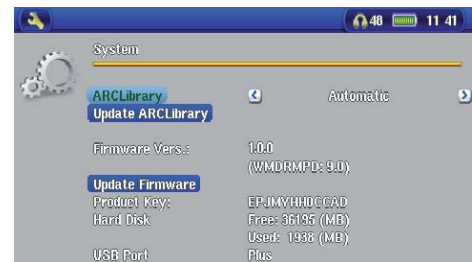 48 11 41
System
ARCLibrary Automatic
Update ARCLibrary
Firmware Vers.: 1.0.0
(WMDRMPD: 9.0)
Update Firmware
Product Key: EPJMYHH0CCAD
Hard Disk Free: 36195 (MB)
Used: 1938 (MB)
USB Port Plus